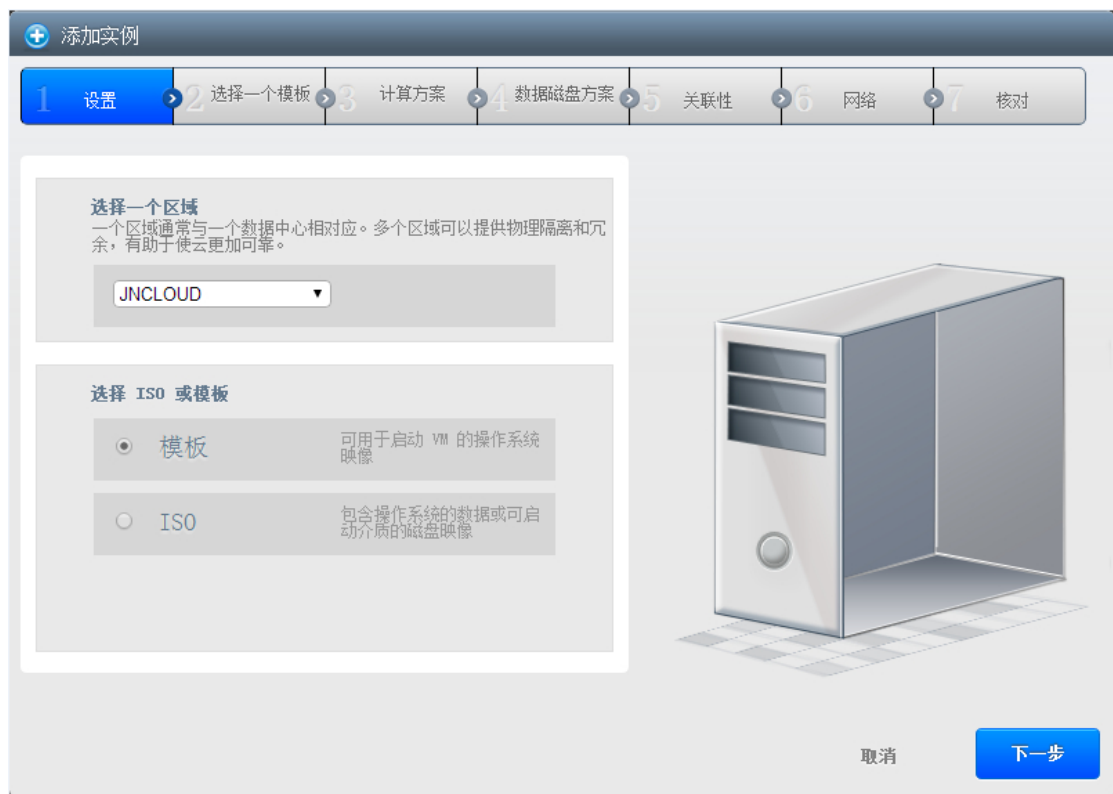 添加实例
1 设置
2 选择一个模板
3 计算方案
4 数据磁盘方案
5 关联性
6 网络
7 核对
选择一个区域
一个区域通常与一个数据中心相对应。多个区域可以提供物理隔离和冗
余，有助于使云更加可靠。
JNCLOUD
选择 ISO 或模板
模板
可用于启动 VM 的操作系统
映像
ISO
包含操作系统的数据或可启
动介质的磁盘映像
取消
下一步